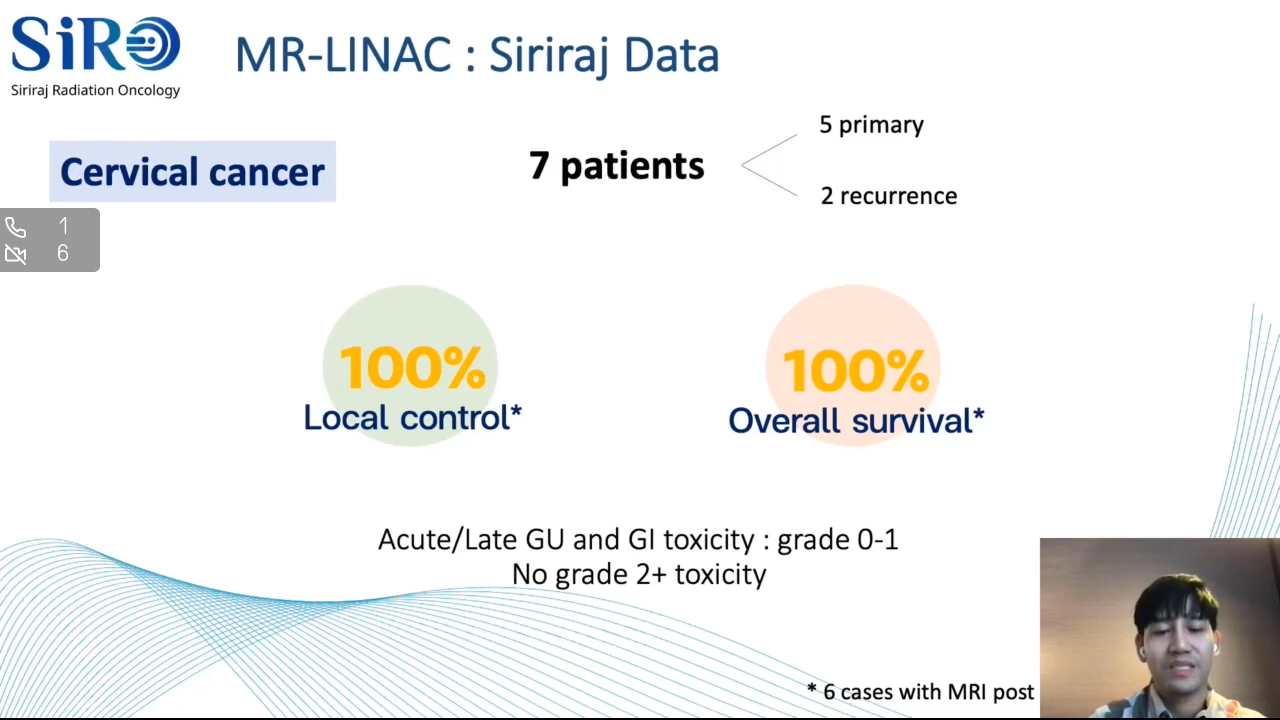 SiRO
Siriraj Radiation Oncology
MR-LINAC : Siriraj Data
Cervical cancer
7 patients
5 primary
2 recurrence
1
6
100%
Local control*
100%
Overall survival*
Acute/Late GU and GI toxicity : grade 0-1
No grade 2+ toxicity
* 6 cases with MRI post